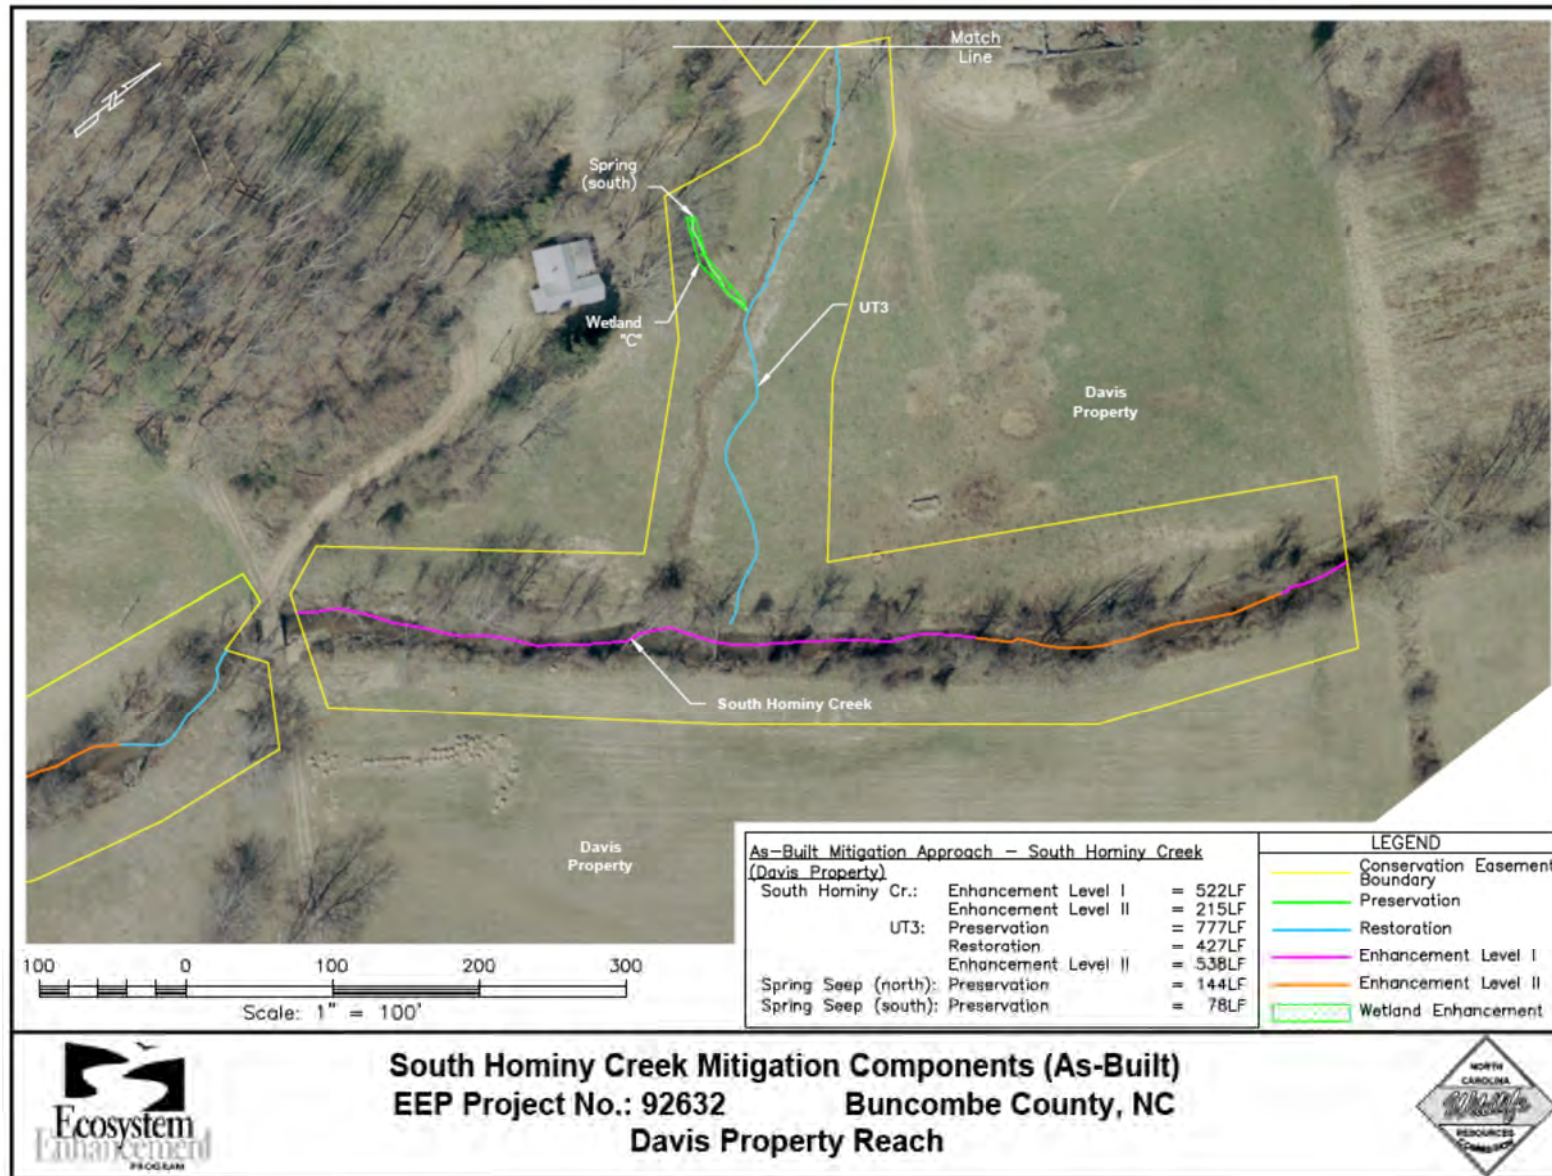 Match
Line
N
Spring
(south)
Wetland
"C"
UT3
Davis
Property
South Hominy Creek
Davis
Property
As-Built Mitigation Approach - South Hominy Creek
(Davis Property)
South Hominy Cr.: Enhancement Level I = 522LF
Enhancement Level II = 215LF
UT3: Preservation = 777LF
Restoration = 427LF
Enhancement Level II = 538LF
Spring Seep (north): Preservation = 144LF
Spring Seep (south): Preservation = 78LF
LEGEND
Conservation Easement
Boundary
Preservation
Restoration
Enhancement Level I
Enhancement Level II
Wetland Enhancement
100 0 100 200 300
Scale: 1" = 100'
Ecosystem
Enhancement
PROGRAM
South Hominy Creek Mitigation Components (As-Built)
EEP Project No.: 92632 Buncombe County, NC
Davis Property Reach
NORTH
CAROLINA
Wildlife
RESOURCES
COMMISSION